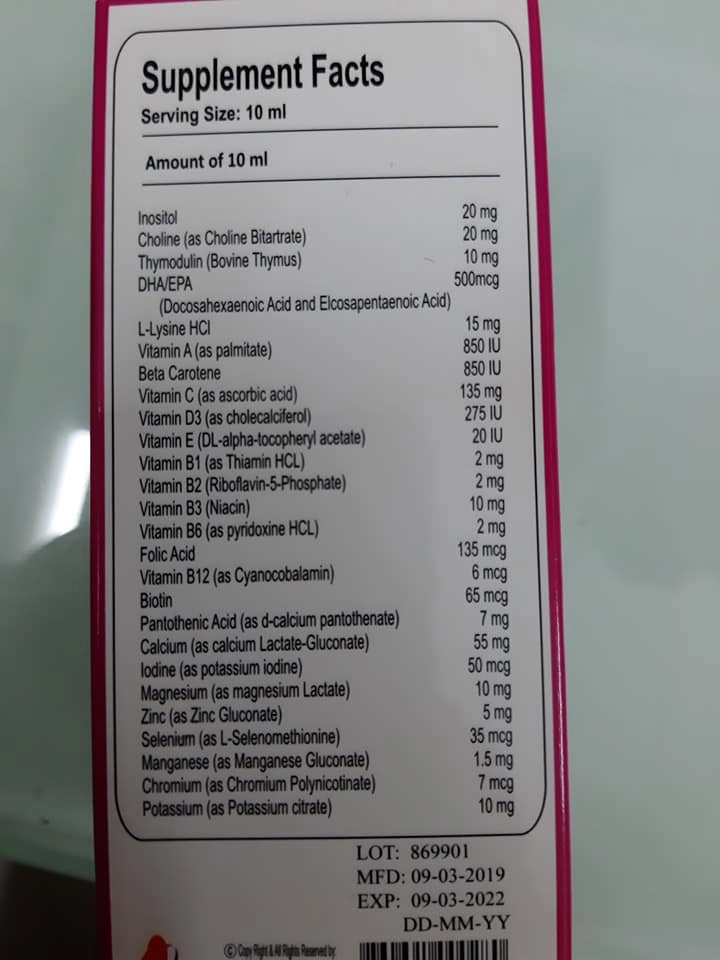 Supplement Facts
Serving Size: 10 ml
Amount of 10 ml
Inositol 20 mg
Choline (as Choline Bitartrate) 20 mg
Thymodulin (Bovine Thymus) 10 mg
DHA/EPA 500mcg
(Docosahexaenoic Acid and Elcosapentaenoic Acid)
L-Lysine HCl 15 mg
Vitamin A (as palmitate) 850 IU
Beta Carotene 850 IU
Vitamin C (as ascorbic acid) 135 mg
Vitamin D3 (as cholecalciferol) 275 IU
Vitamin E (DL-alpha-tocopheryl acetate) 20 IU
Vitamin B1 (as Thiamin HCL) 2 mg
Vitamin B2 (Riboflavin-5-Phosphate) 2 mg
Vitamin B3 (Niacin) 10 mg
Vitamin B6 (as pyridoxine HCL) 2 mg
Folic Acid 135 mcg
Vitamin B12 (as Cyanocobalamin) 6 mcg
Biotin 65 mcg
Pantothenic Acid (as d-calcium pantothenate) 7 mg
Calcium (as calcium Lactate-Gluconate) 55 mg
Iodine (as potassium iodine) 50 mcg
Magnesium (as magnesium Lactate) 10 mg
Zinc (as Zinc Gluconate) 5 mg
Selenium (as L-Selenomethionine) 35 mcg
Manganese (as Manganese Gluconate) 1.5 mg
Chromium (as Chromium Polynicotinate) 7 mcg
Potassium (as Potassium citrate) 10 mg
LOT: 869901
MFD: 09-03-2019
EXP: 09-03-2022
DD-MM-YY
© Copy Right & All Rights Reserved by: